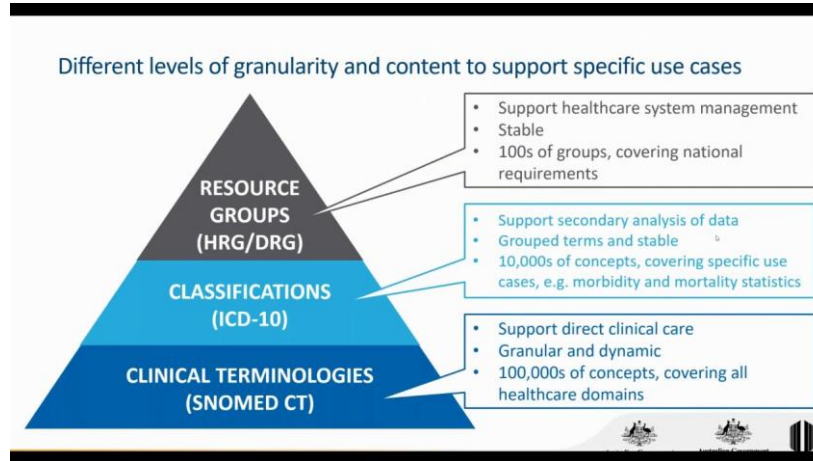 Different levels of granularity and content to support specific use cases
RESOURCE
GROUPS
(HRG/DRG)
• Support healthcare system management
• Stable
• 100s of groups, covering national
requirements
CLASSIFICATIONS
(ICD-10)
• Support secondary analysis of data
• Grouped terms and stable
• 10,000s of concepts, covering specific use
cases, e.g. morbidity and mortality statistics
CLINICAL TERMINOLOGIES
(SNOMED CT)
• Support direct clinical care
• Granular and dynamic
• 100,000s of concepts, covering all
healthcare domains